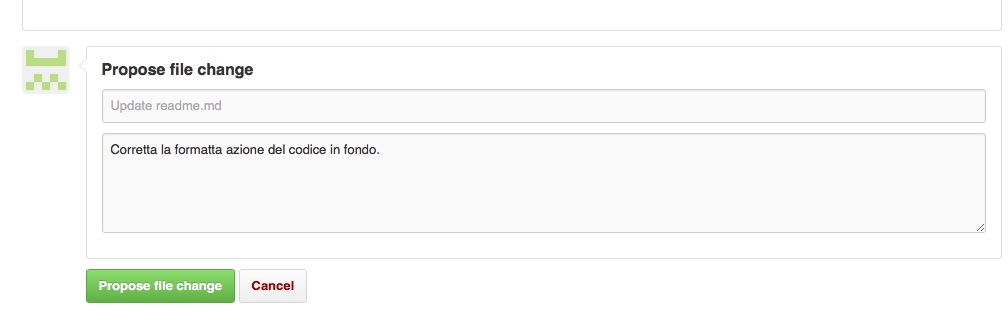 Propose file change
Update readme.md
Corretta la formatta azione del codice in fondo.
Propose file change
Cancel